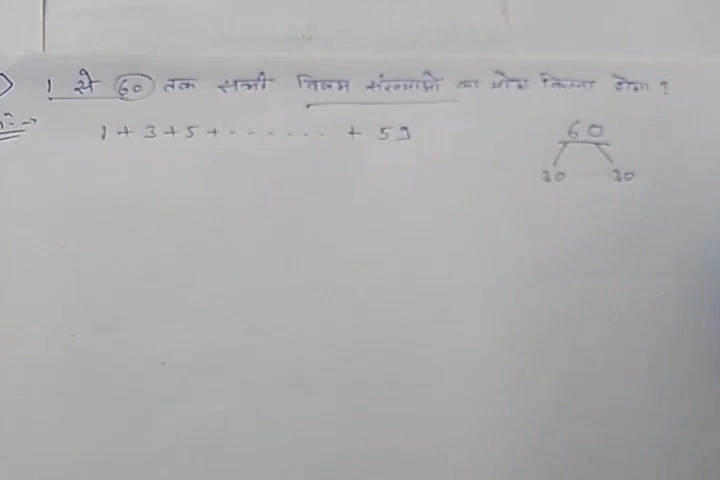 1 से 60 तक सभी विषम संख्याओ का योग कितना होगा ?
1 + 3 + 5 + - - - - - - - + 59
60
30 30